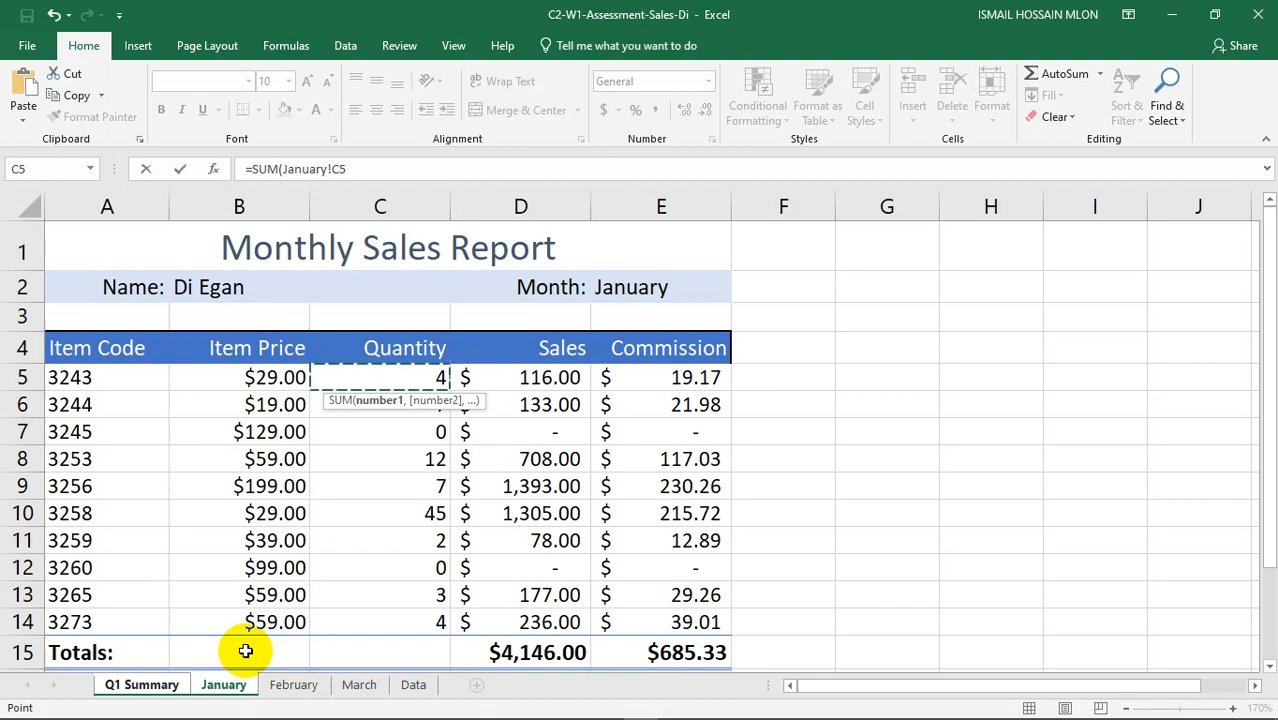 C2-W1-Assessment-Sales-Di - Excel
ISMAIL HOSSAIN MLON
File Home Insert Page Layout Formulas Data Review View Help Tell me what you want to do Share
Paste
Cut
Copy
Format Painter
Clipboard
10 A A
B I U A
Font
Wrap Text
Merge & Center
Alignment
General
$ % ,
Number
Conditional Formatting
Format as Table
Cell Styles
Styles
Insert
Delete
Format
Cells
AutoSum
Fill
Clear
Sort & Filter
Find & Select
Editing
C5 fx =SUM(January!C5
A B C D E F G H I J
1 Monthly Sales Report
2 Name: Di Egan Month: January
3
4 Item Code Item Price Quantity Sales Commission
5 3243 $29.00 4 $ 116.00 $ 19.17
SUM(number1, [number2], ...)
6 3244 $19.00 $ 133.00 $ 21.98
7 3245 $129.00 0 $ - $ -
8 3253 $59.00 12 $ 708.00 $ 117.03
9 3256 $199.00 7 $ 1,393.00 $ 230.26
10 3258 $29.00 45 $ 1,305.00 $ 215.72
11 3259 $39.00 2 $ 78.00 $ 12.89
12 3260 $99.00 0 $ - $ -
13 3265 $59.00 3 $ 177.00 $ 29.26
14 3273 $59.00 4 $ 236.00 $ 39.01
15 Totals: $4,146.00 $685.33
Q1 Summary January February March Data
Point 170%